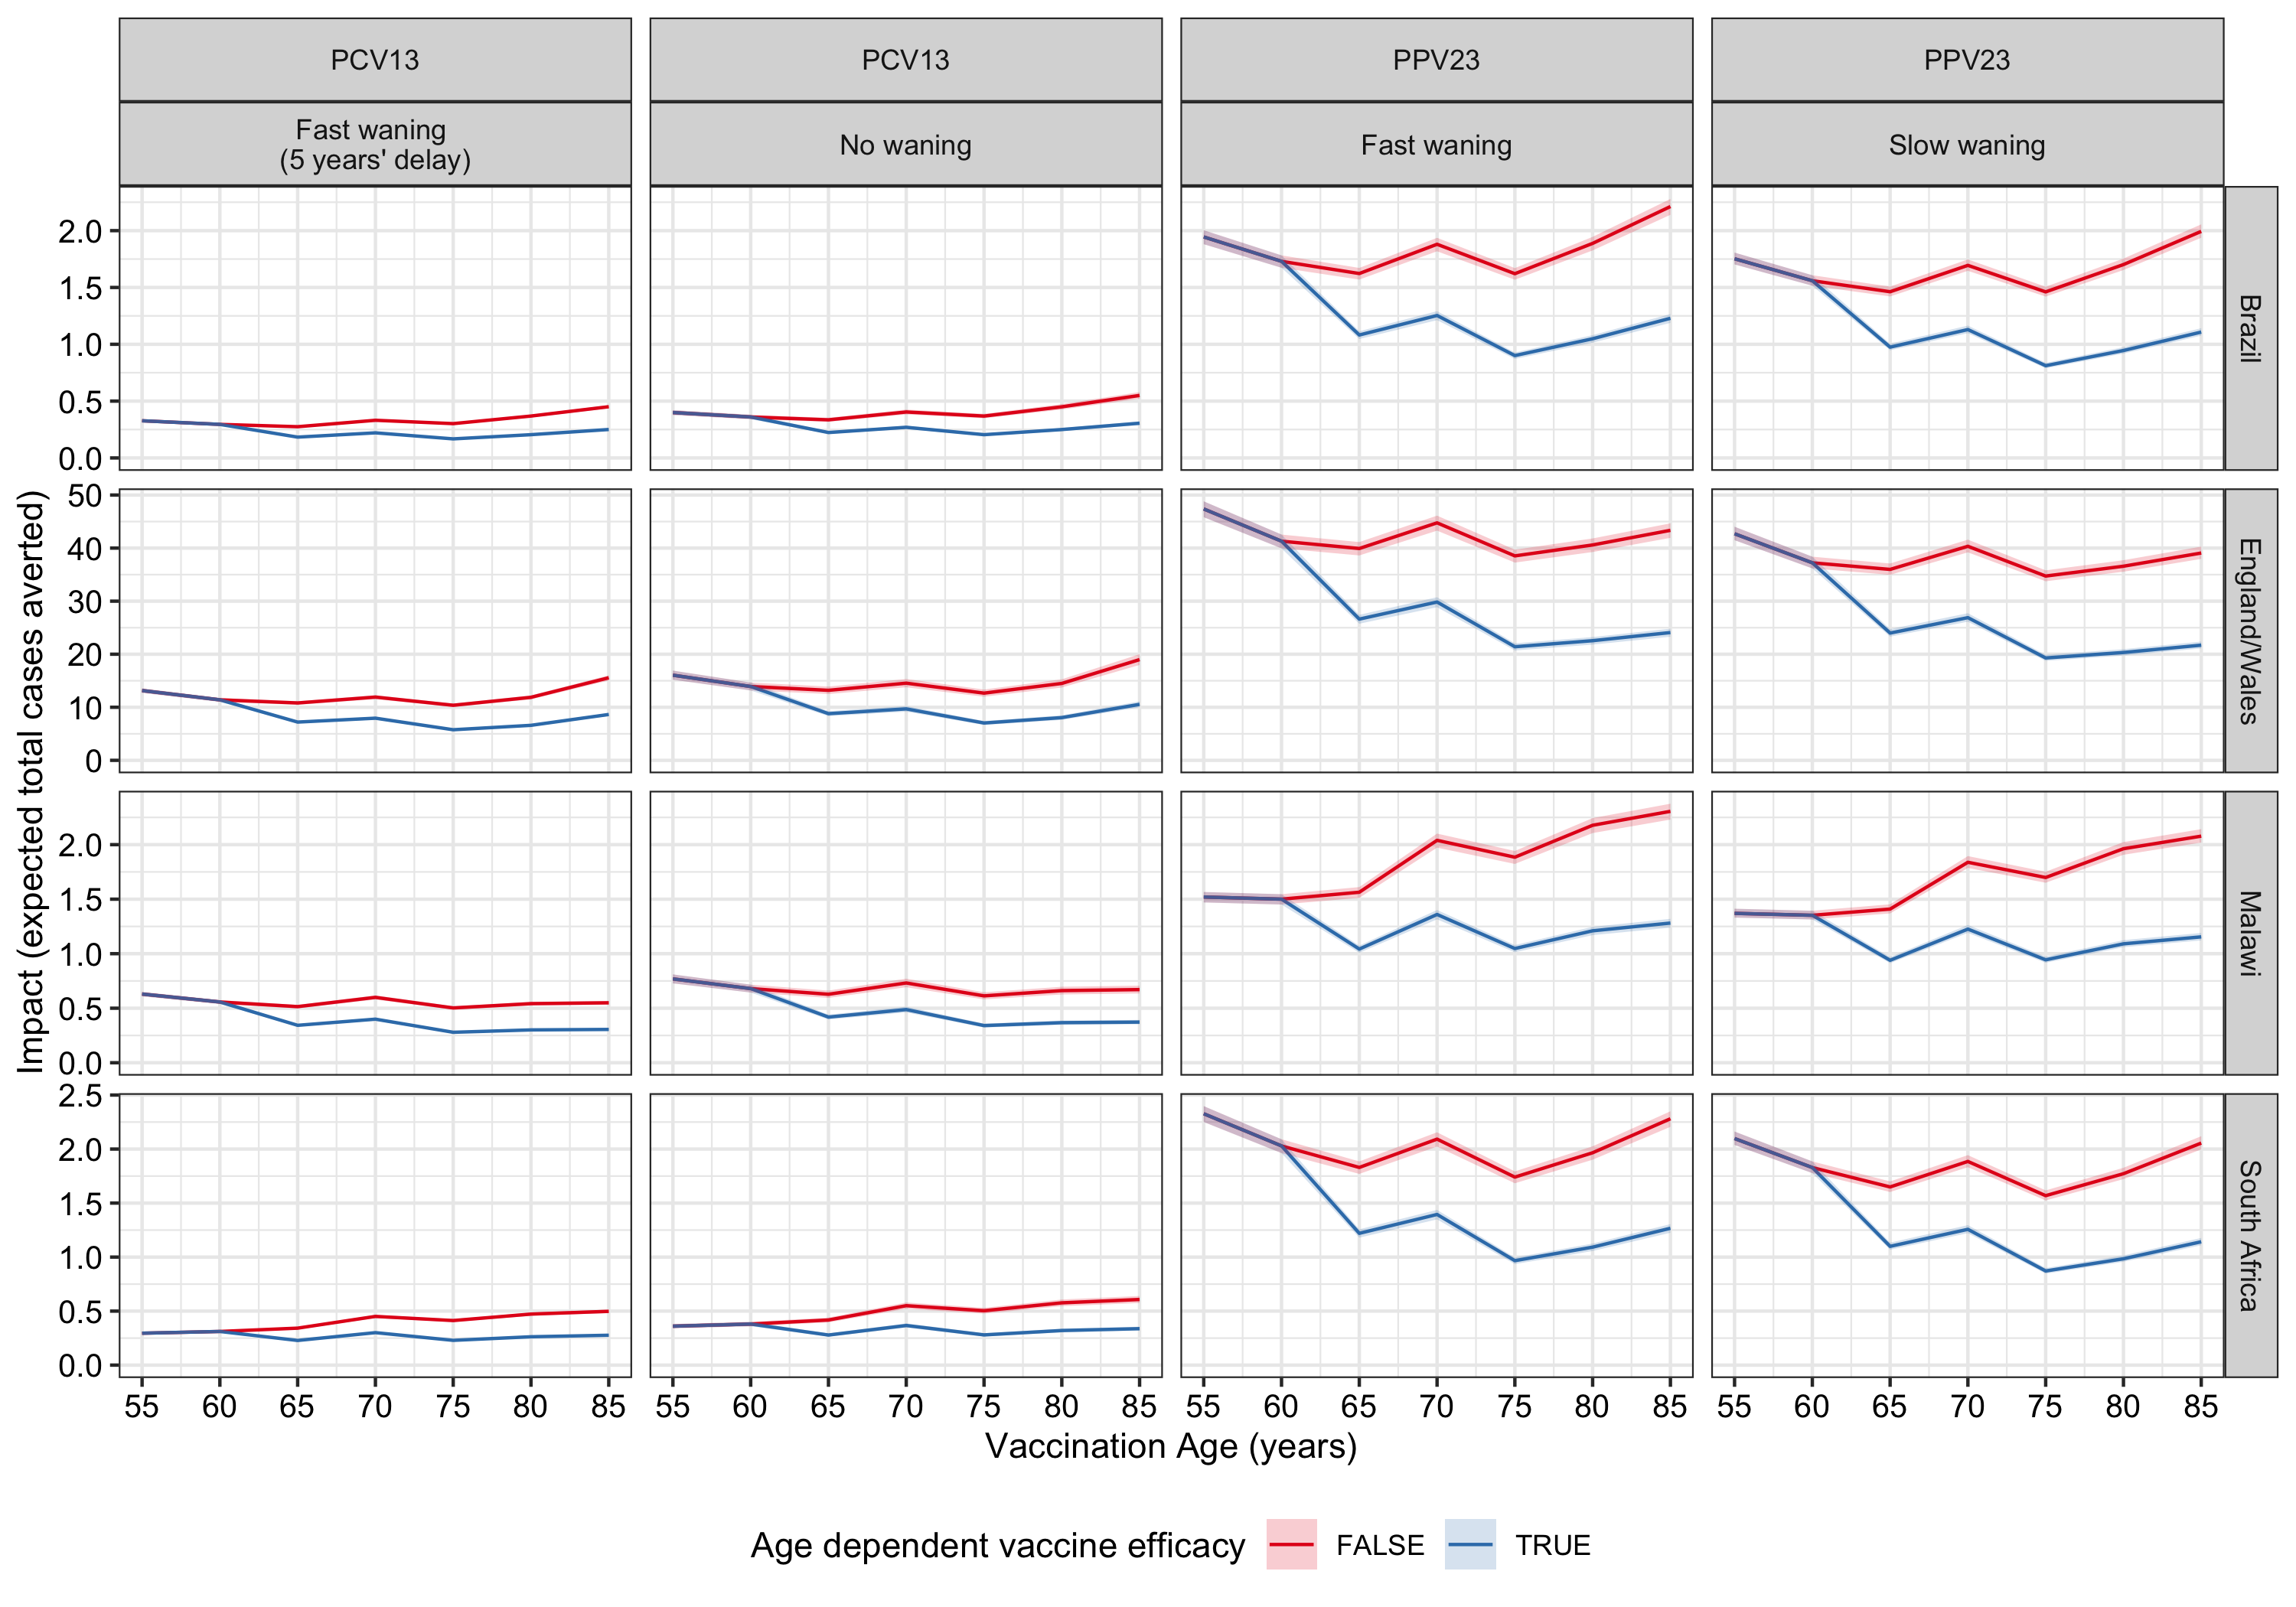 PCV13
PCV13
PPV23
PPV23
Fast waning
(5 years' delay)
No waning
Fast waning
Slow waning
Impact (expected total cases averted)
2.0
1.5
1.0
0.5
0.0
Brazil
50
40
30
20
10
0
England/Wales
2.0
1.5
1.0
0.5
0.0
Malawi
2.5
2.0
1.5
1.0
0.5
0.0
South Africa
55 60 65 70 75 80 85
55 60 65 70 75 80 85
55 60 65 70 75 80 85
55 60 65 70 75 80 85
Vaccination Age (years)
Age dependent vaccine efficacy FALSE TRUE